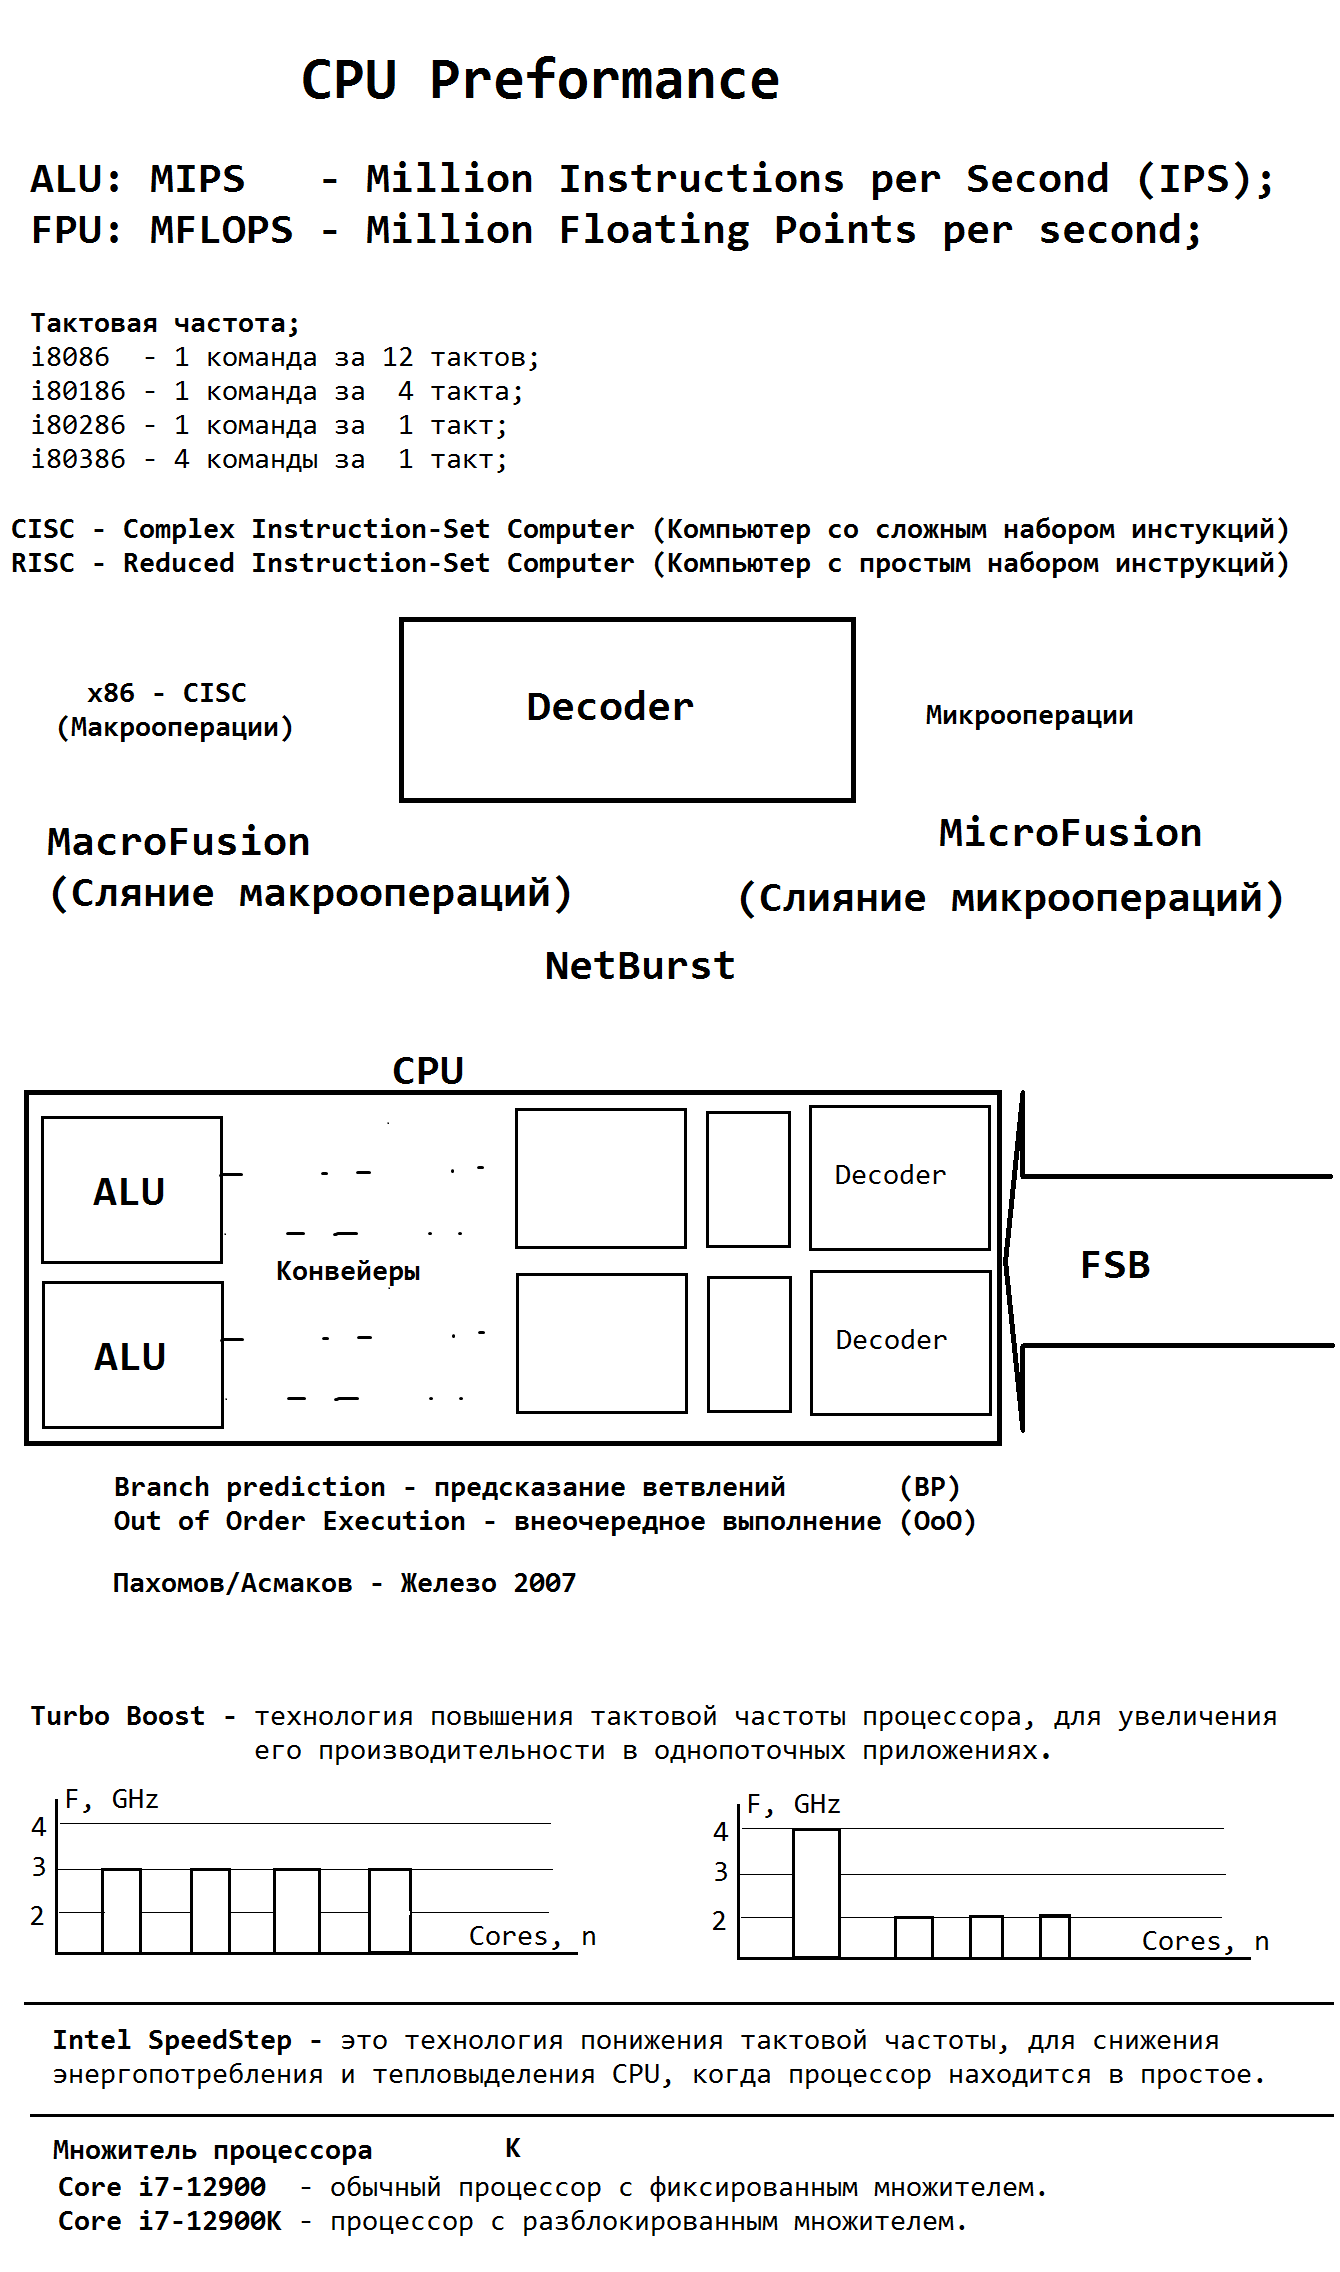 CPU Preformance
ALU: MIPS - Million Instructions per Second (IPS);
FPU: MFLOPS - Million Floating Points per second;
Тактовая частота;
i8086 - 1 команда за 12 тактов;
i80186 - 1 команда за 4 такта;
i80286 - 1 команда за 1 такт;
i80386 - 4 команды за 1 такт;
CISC - Complex Instruction-Set Computer (Компьютер со сложным набором инстукций)
RISC - Reduced Instruction-Set Computer (Компьютер с простым набором инструкций)
x86 - CISC
(Макрооперации)
Decoder
Микрооперации
MacroFusion
(Сляние макроопераций)
MicroFusion
(Слияние микроопераций)
NetBurst
CPU
ALU
Decoder
Конвейеры
FSB
ALU
Decoder
Branch prediction - предсказание ветвлений (BP)
Out of Order Execution - внеочередное выполнение (OoO)
Пахомов/Асмаков - Железо 2007
Turbo Boost - технология повышения тактовой частоты процессора, для увеличения
его производительности в однопоточных приложениях.
F, GHz
4
3
2
Cores, n
F, GHz
4
3
2
Cores, n
Intel SpeedStep - это технология понижения тактовой частоты, для снижения
энергопотребления и тепловыделения CPU, когда процессор находится в простое.
Множитель процессора K
Core i7-12900 - обычный процессор с фиксированным множителем.
Core i7-12900K - процессор с разблокированным множителем.